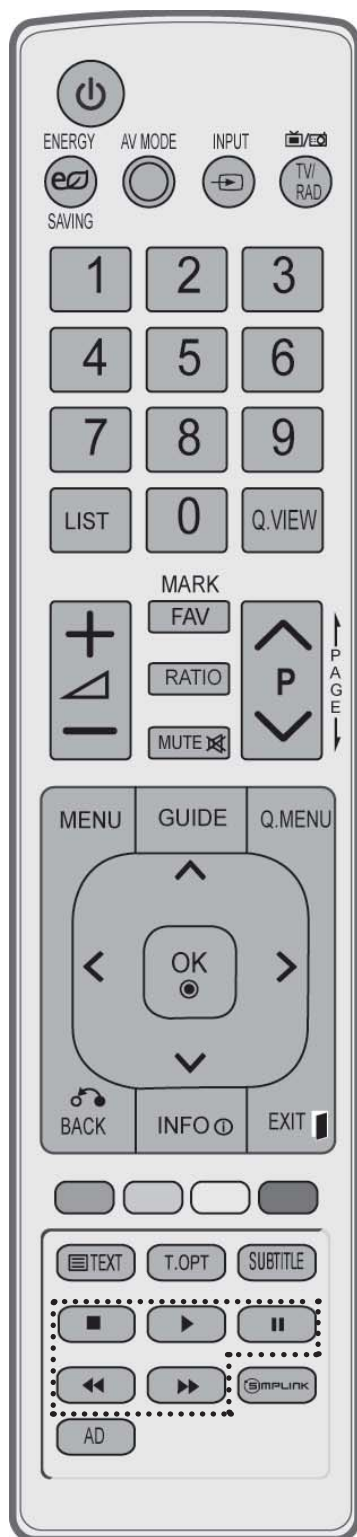 ENERGY AV MODE INPUT
TV/
RAD
SAVING
1 2 3
4 5 6
7 8 9
LIST 0 Q.VIEW
MARK
FAV
RATIO
P
PAGE
MUTE
MENU GUIDE Q.MENU
OK
BACK INFO EXIT
TEXT T.OPT SUBTITLE
SIMPLINK
AD